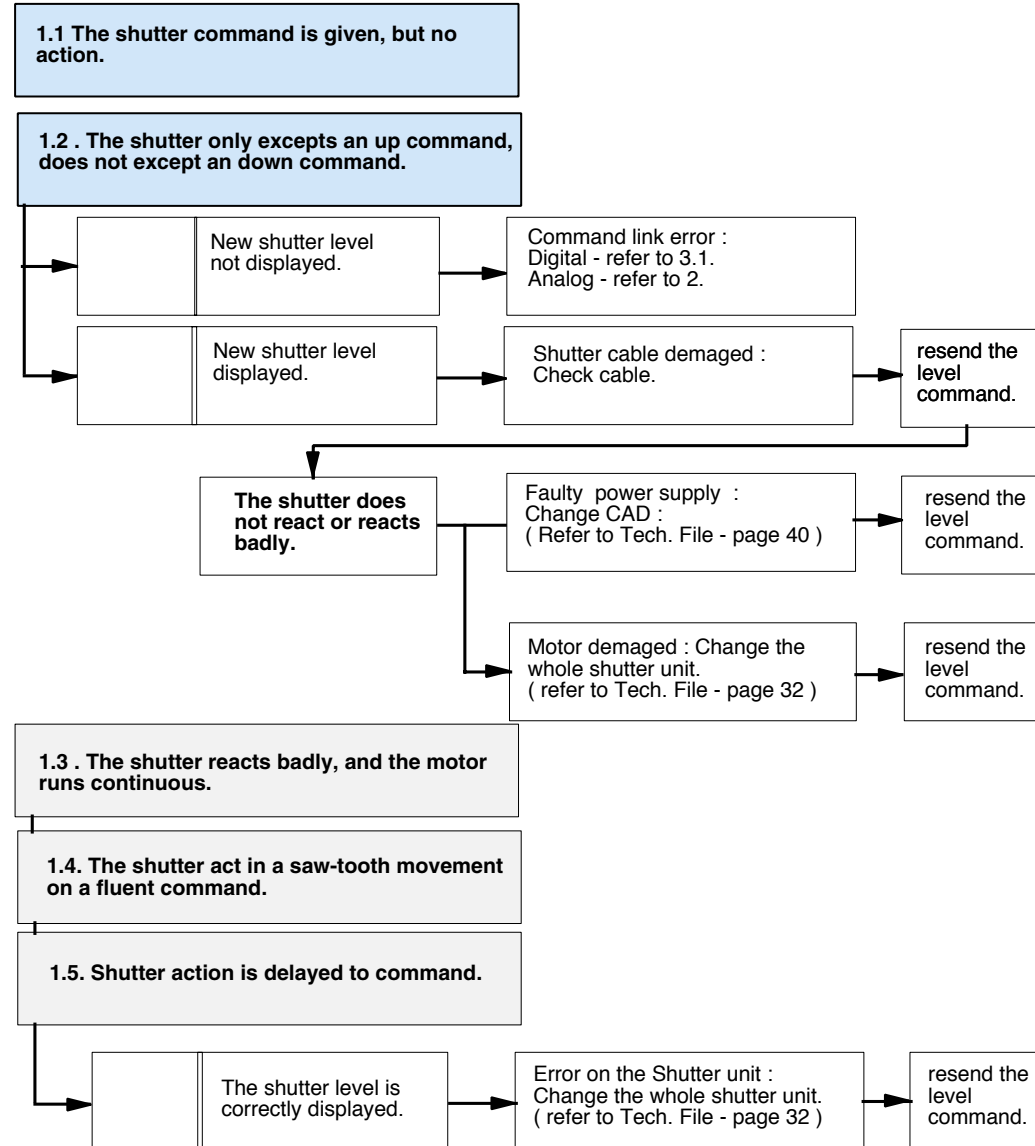 1.1 The shutter command is given, but no
action.
1.2 . The shutter only excepts an up command,
does not except an down command.
New shutter level
not displayed.
Command link error :
Digital - refer to 3.1.
Analog - refer to 2.
New shutter level
displayed.
Shutter cable demaged :
Check cable.
resend the
level
command.
The shutter does
not react or reacts
badly.
Faulty power supply :
Change CAD :
( Refer to Tech. File - page 40 )
resend the
level
command.
Motor demaged : Change the
whole shutter unit.
( refer to Tech. File - page 32 )
resend the
level
command.
1.3 . The shutter reacts badly, and the motor
runs continuous.
1.4. The shutter act in a saw-tooth movement
on a fluent command.
1.5. Shutter action is delayed to command.
The shutter level is
correctly displayed.
Error on the Shutter unit :
Change the whole shutter unit.
( refer to Tech. File - page 32 )
resend the
level
command.